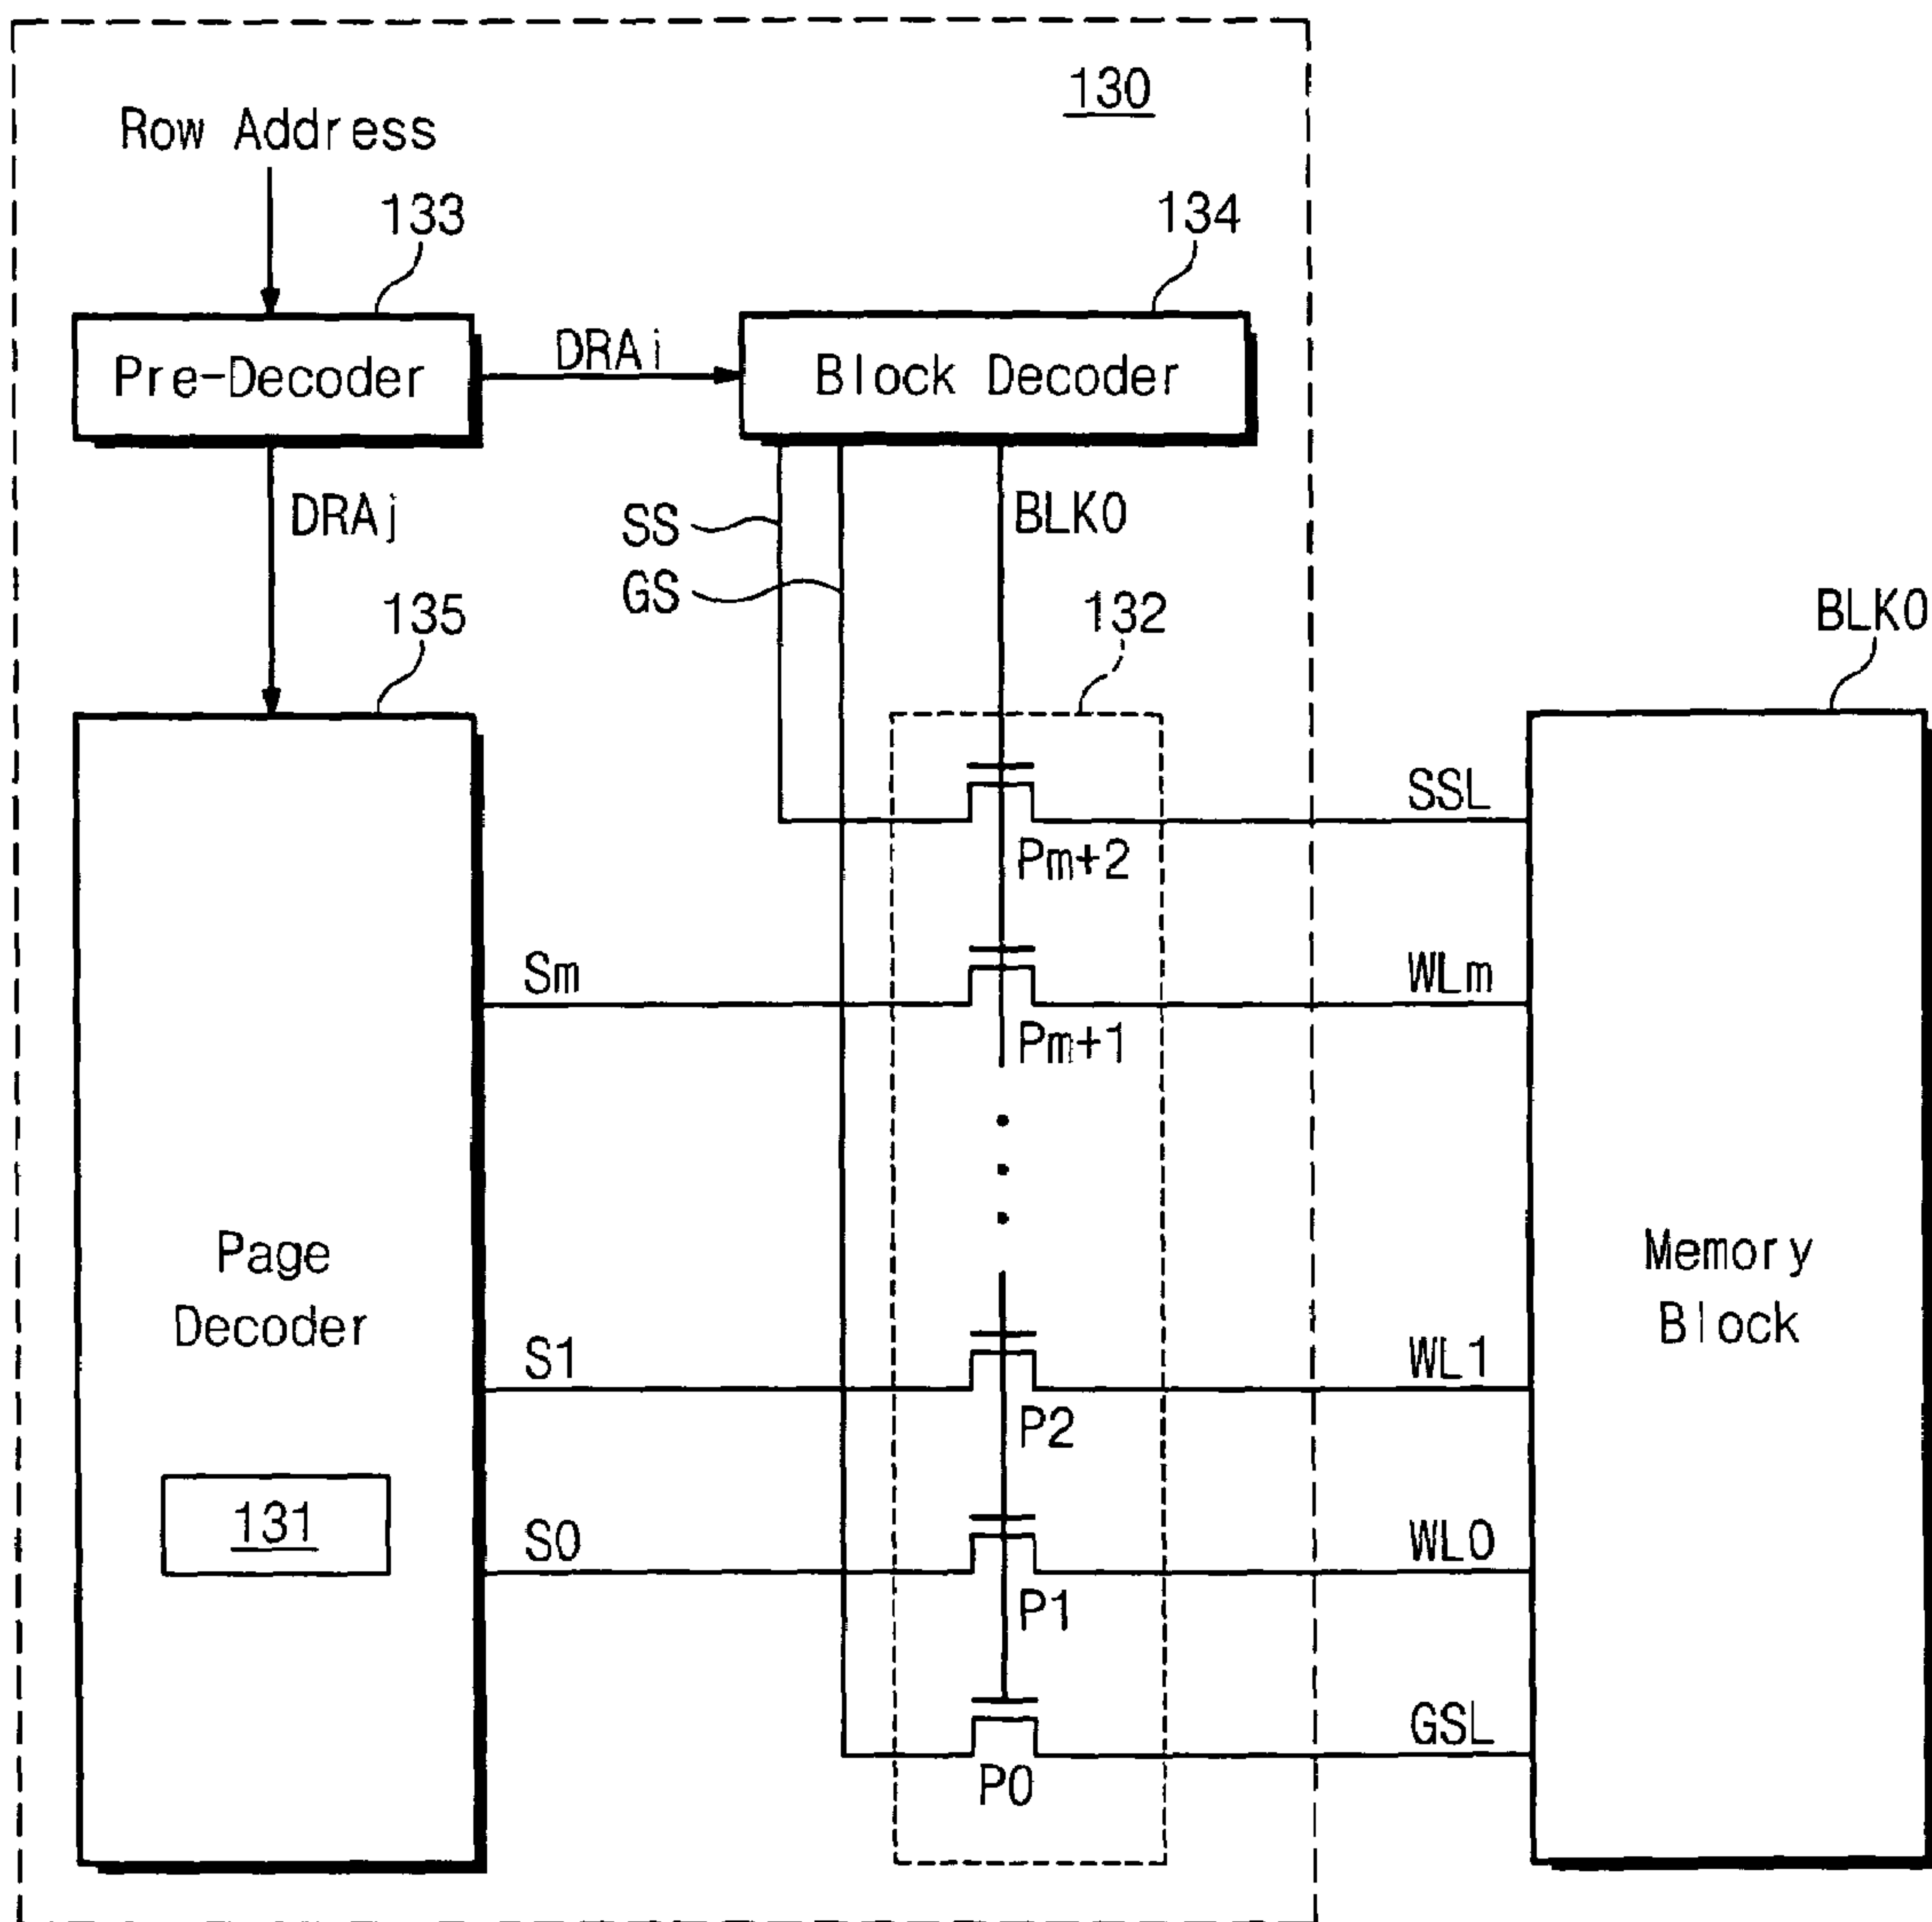 130
Row Address
133
134
Pre-Decoder
DRAi
Block Decoder
DRAj
SS
GS
BLK0
135
132
BLK0
SSL
Pm+2
Sm
WLm
Pm+1
Page
Decoder
Memory
Block
S1
WL1
P2
131
S0
WL0
P1
GSL
P0